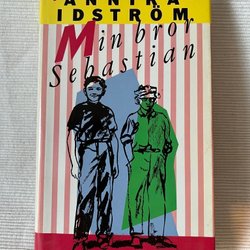 ANNIKA
IDSTRÖM
Min bror
Sebastian